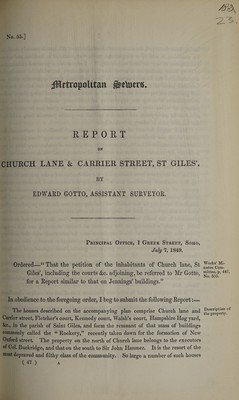 23.
No. 55.]
Metropolitan Sewers.
REPORT
ON
CHURCH LANE & CARRIER STREET, ST GILES'.
BY
EDWARD GOTTO, ASSISTANT SURVEYOR.
PRINCIPAL OFFICE, 1 GREEK STREET, SOHO,
July 7, 1848.
Ordered—"That the petition of the inhabitants of Church lane, St
Giles', including the courts &c. adjoining, be referred to Mr Gotto,
for a Report similar to that on Jennings' buildings."
Works' Mi-
nutes Com-
mittee, p. 441.
In obedience to the foregoing order, I beg to submit the following Report:—
The houses described on the accompanying plan comprise Church lane and
Carrier street, Fletcher's court, Kennedy court, Welsh's court, Hampshire Hog yard,
&c., in the parish of Saint Giles, and form the remnant of that mass of buildings
commonly called the "Rookery," recently taken down for the formation of New
Oxford street. The property on the north of Church lane belongs to the executors
of Col. Buckridge, and that on the south to Sir John Hanmer. It is the resort of the
most depraved and filthy class of the community. So large a number of such houses
Description of
the property.
( 47 )